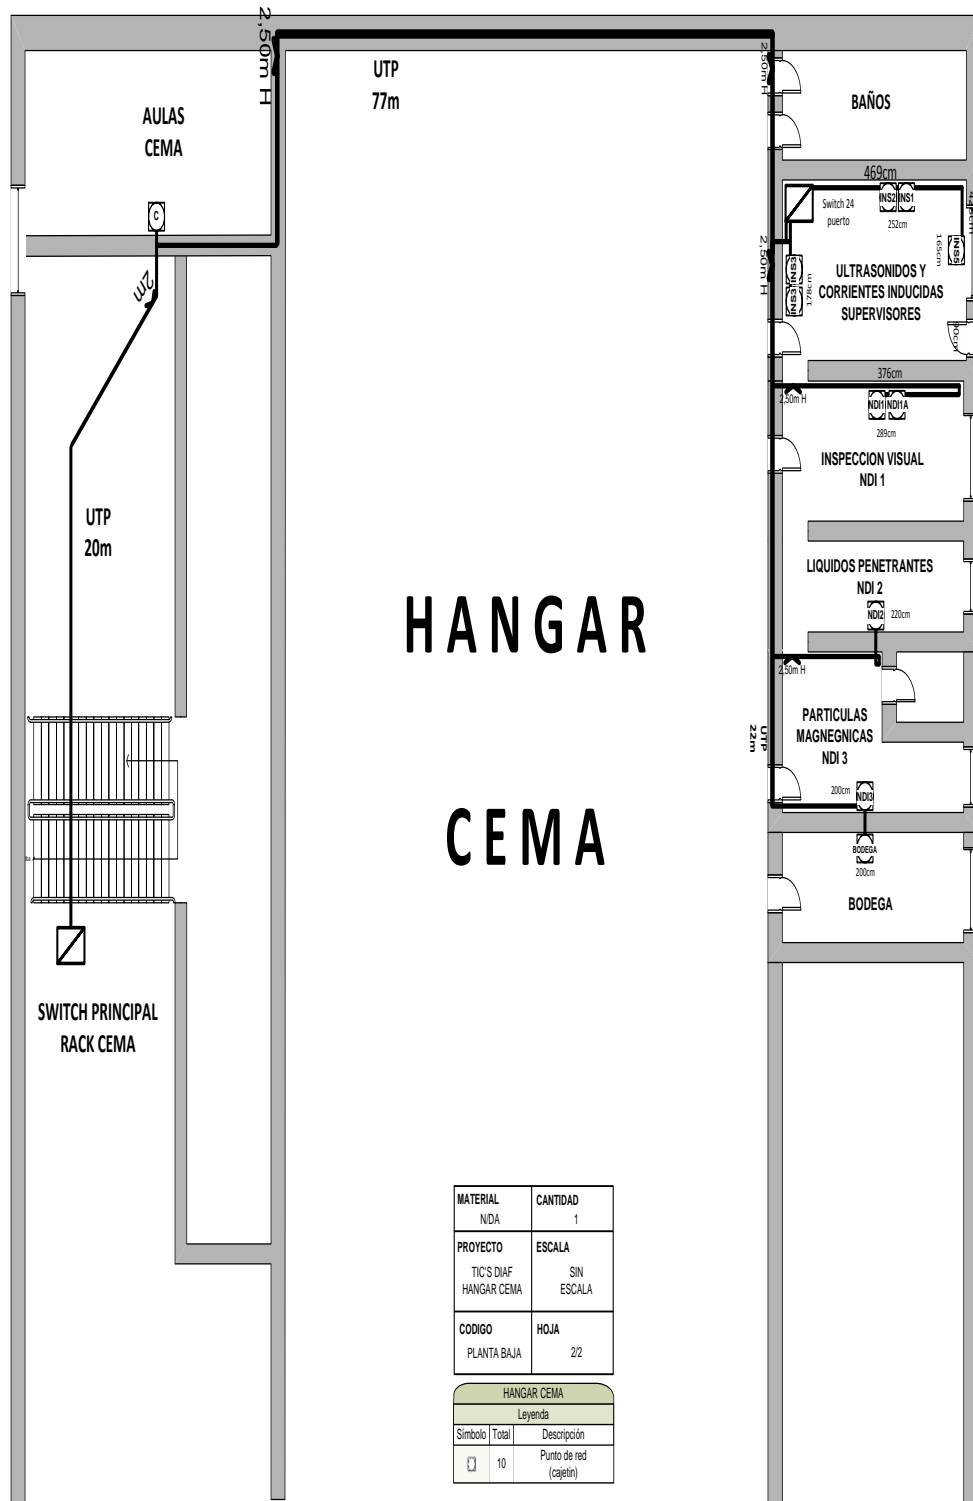 2,50m H
UTP
77m
2,50m H
AULAS
CEMA
BAÑOS
469cm
C
Switch 24
puerto
INS2
INS1
252cm
428cm
2,50m H
INS3
INS3
178cm
165cm
INS5
ULTRASONIDOS Y
CORRIENTES INDUCIDAS
SUPERVISORES
90cm
2m
376cm
2,50m H
NDI1
NDI1A
289cm
INSPECCION VISUAL
NDI 1
UTP
20m
LIQUIDOS PENETRANTES
NDI 2
NDI2
220cm
HANGAR
2,50m H
PARTICULAS
MAGNEGNICAS
NDI 3
UTP
22m
200cm
NDI3
CEMA
BODEGA
200cm
BODEGA
SWITCH PRINCIPAL
RACK CEMA
MATERIAL
N/DA
CANTIDAD
1
PROYECTO
TIC'S DIAF
HANGAR CEMA
ESCALA
SIN
ESCALA
CODIGO
PLANTA BAJA
HOJA
2/2
HANGAR CEMA
Leyenda
Símbolo Total Descripción
10 Punto de red
(cajetín)